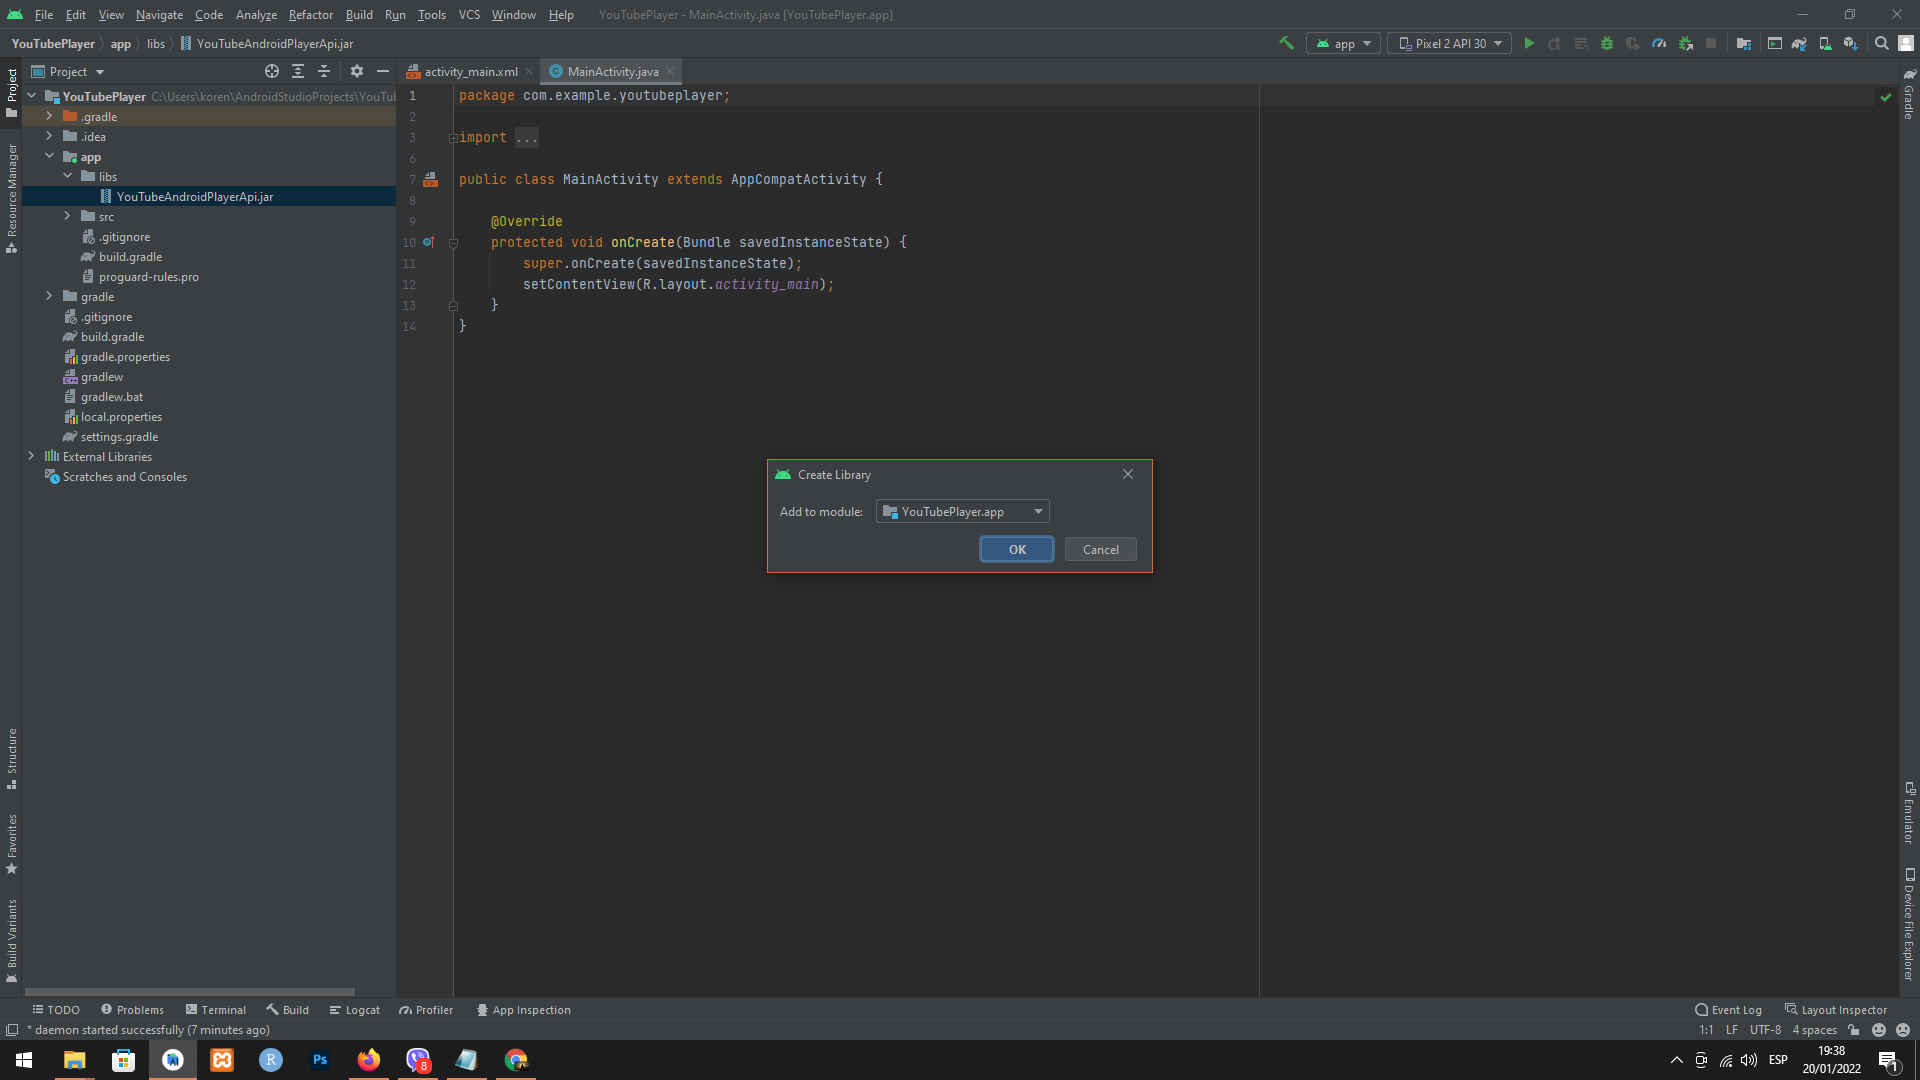 File Edit View Navigate Code Analyze Refactor Build Run Tools VCS Window Help YouTubePlayer - MainActivity.java [YouTubePlayer.app]
YouTubePlayer app libs YouTubeAndroidPlayerApi.jar app Pixel 2 API 30
Project activity_main.xml MainActivity.java
YouTubePlayer C:\Users\koren\AndroidStudioProjects\YouTu
.gradle
.idea
app
libs
YouTubeAndroidPlayerApi.jar
src
.gitignore
build.gradle
proguard-rules.pro
gradle
.gitignore
build.gradle
gradle.properties
gradlew
gradlew.bat
local.properties
settings.gradle
External Libraries
Scratches and Consoles
1 package com.example.youtubeplayer;
2
3 import ...
6
7 public class MainActivity extends AppCompatActivity {
8
9 @Override
10 protected void onCreate(Bundle savedInstanceState) {
11 super.onCreate(savedInstanceState);
12 setContentView(R.layout.activity_main);
13 }
14 }
Create Library
Add to module: YouTubePlayer.app
OK Cancel
Project
Resource Manager
Structure
Favorites
Build Variants
Gradle
Emulator
Device File Explorer
TODO Problems Terminal Build Logcat Profiler App Inspection Event Log Layout Inspector
* daemon started successfully (7 minutes ago) 1:1 LF UTF-8 4 spaces
AI R Ps 8 ESP 19:38
20/01/2022 1